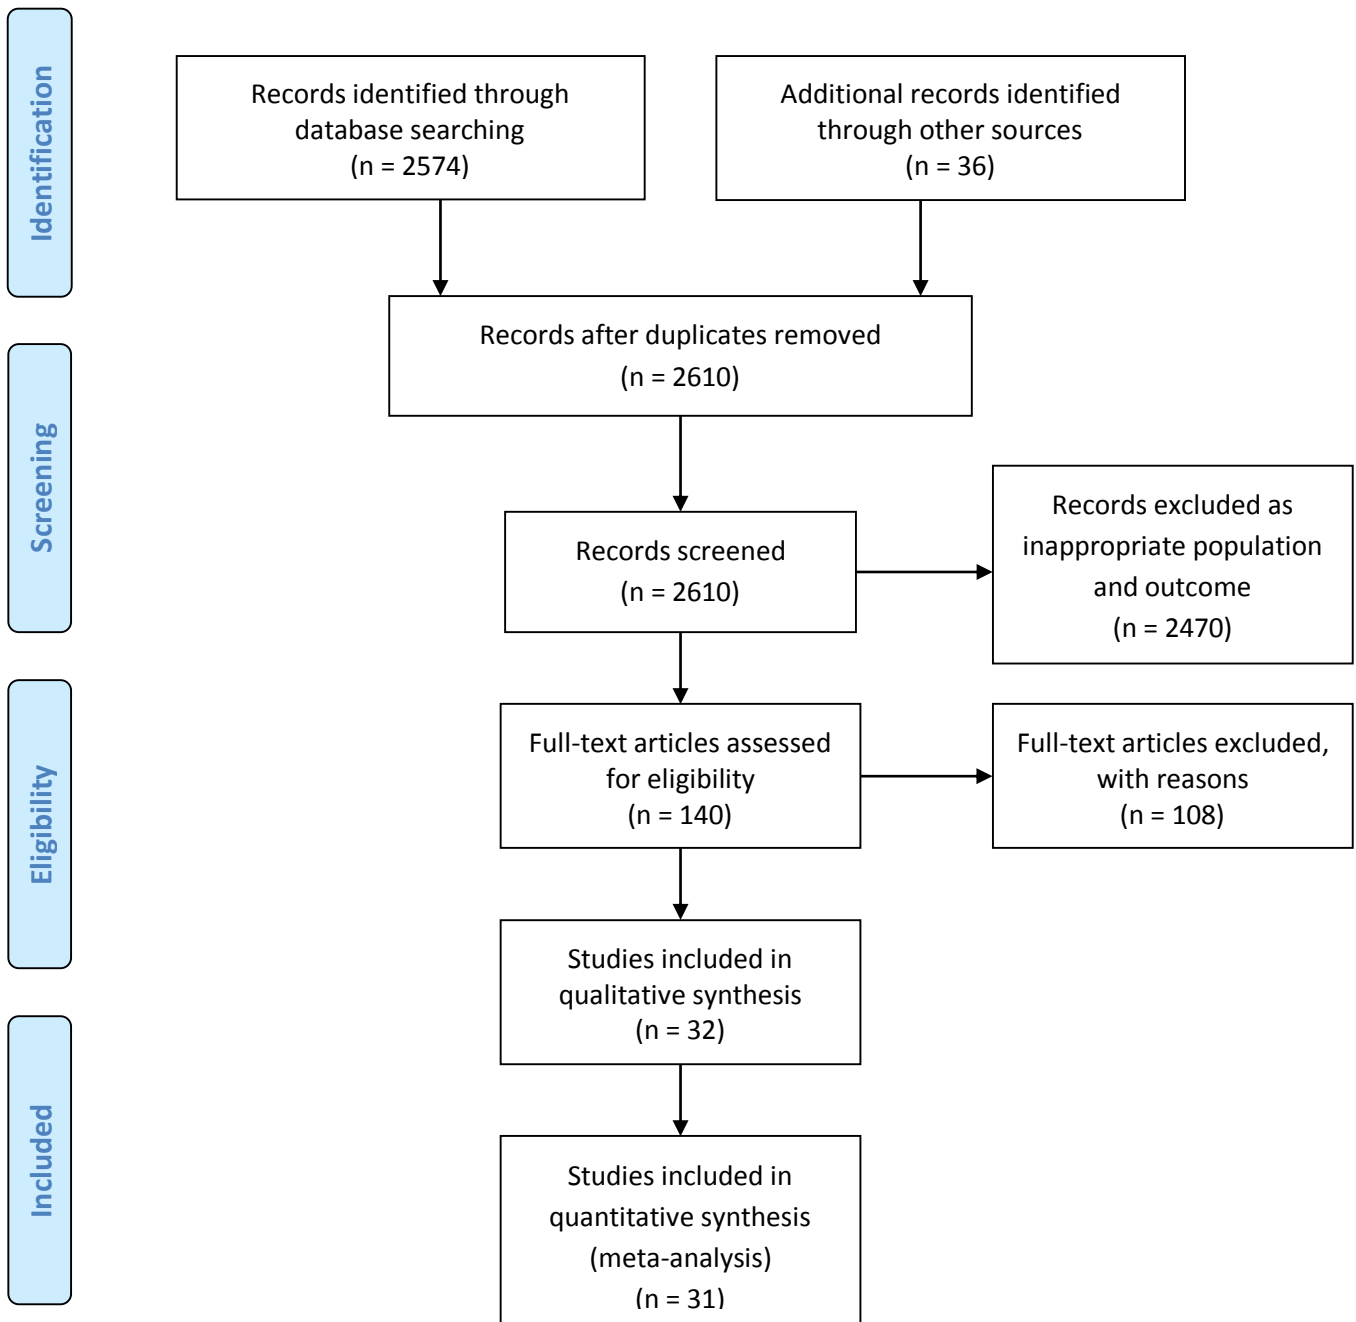 Identification
Records identified through
database searching
(n = 2574)
Additional records identified
through other sources
(n = 36)
Records after duplicates removed
(n = 2610)
Screening
Records screened
(n = 2610)
Records excluded as
inappropriate population
and outcome
(n = 2470)
Eligibility
Full-text articles assessed
for eligibility
(n = 140)
Full-text articles excluded,
with reasons
(n = 108)
Studies included in
qualitative synthesis
(n = 32)
Included
Studies included in
quantitative synthesis
(meta-analysis)
(n = 31)